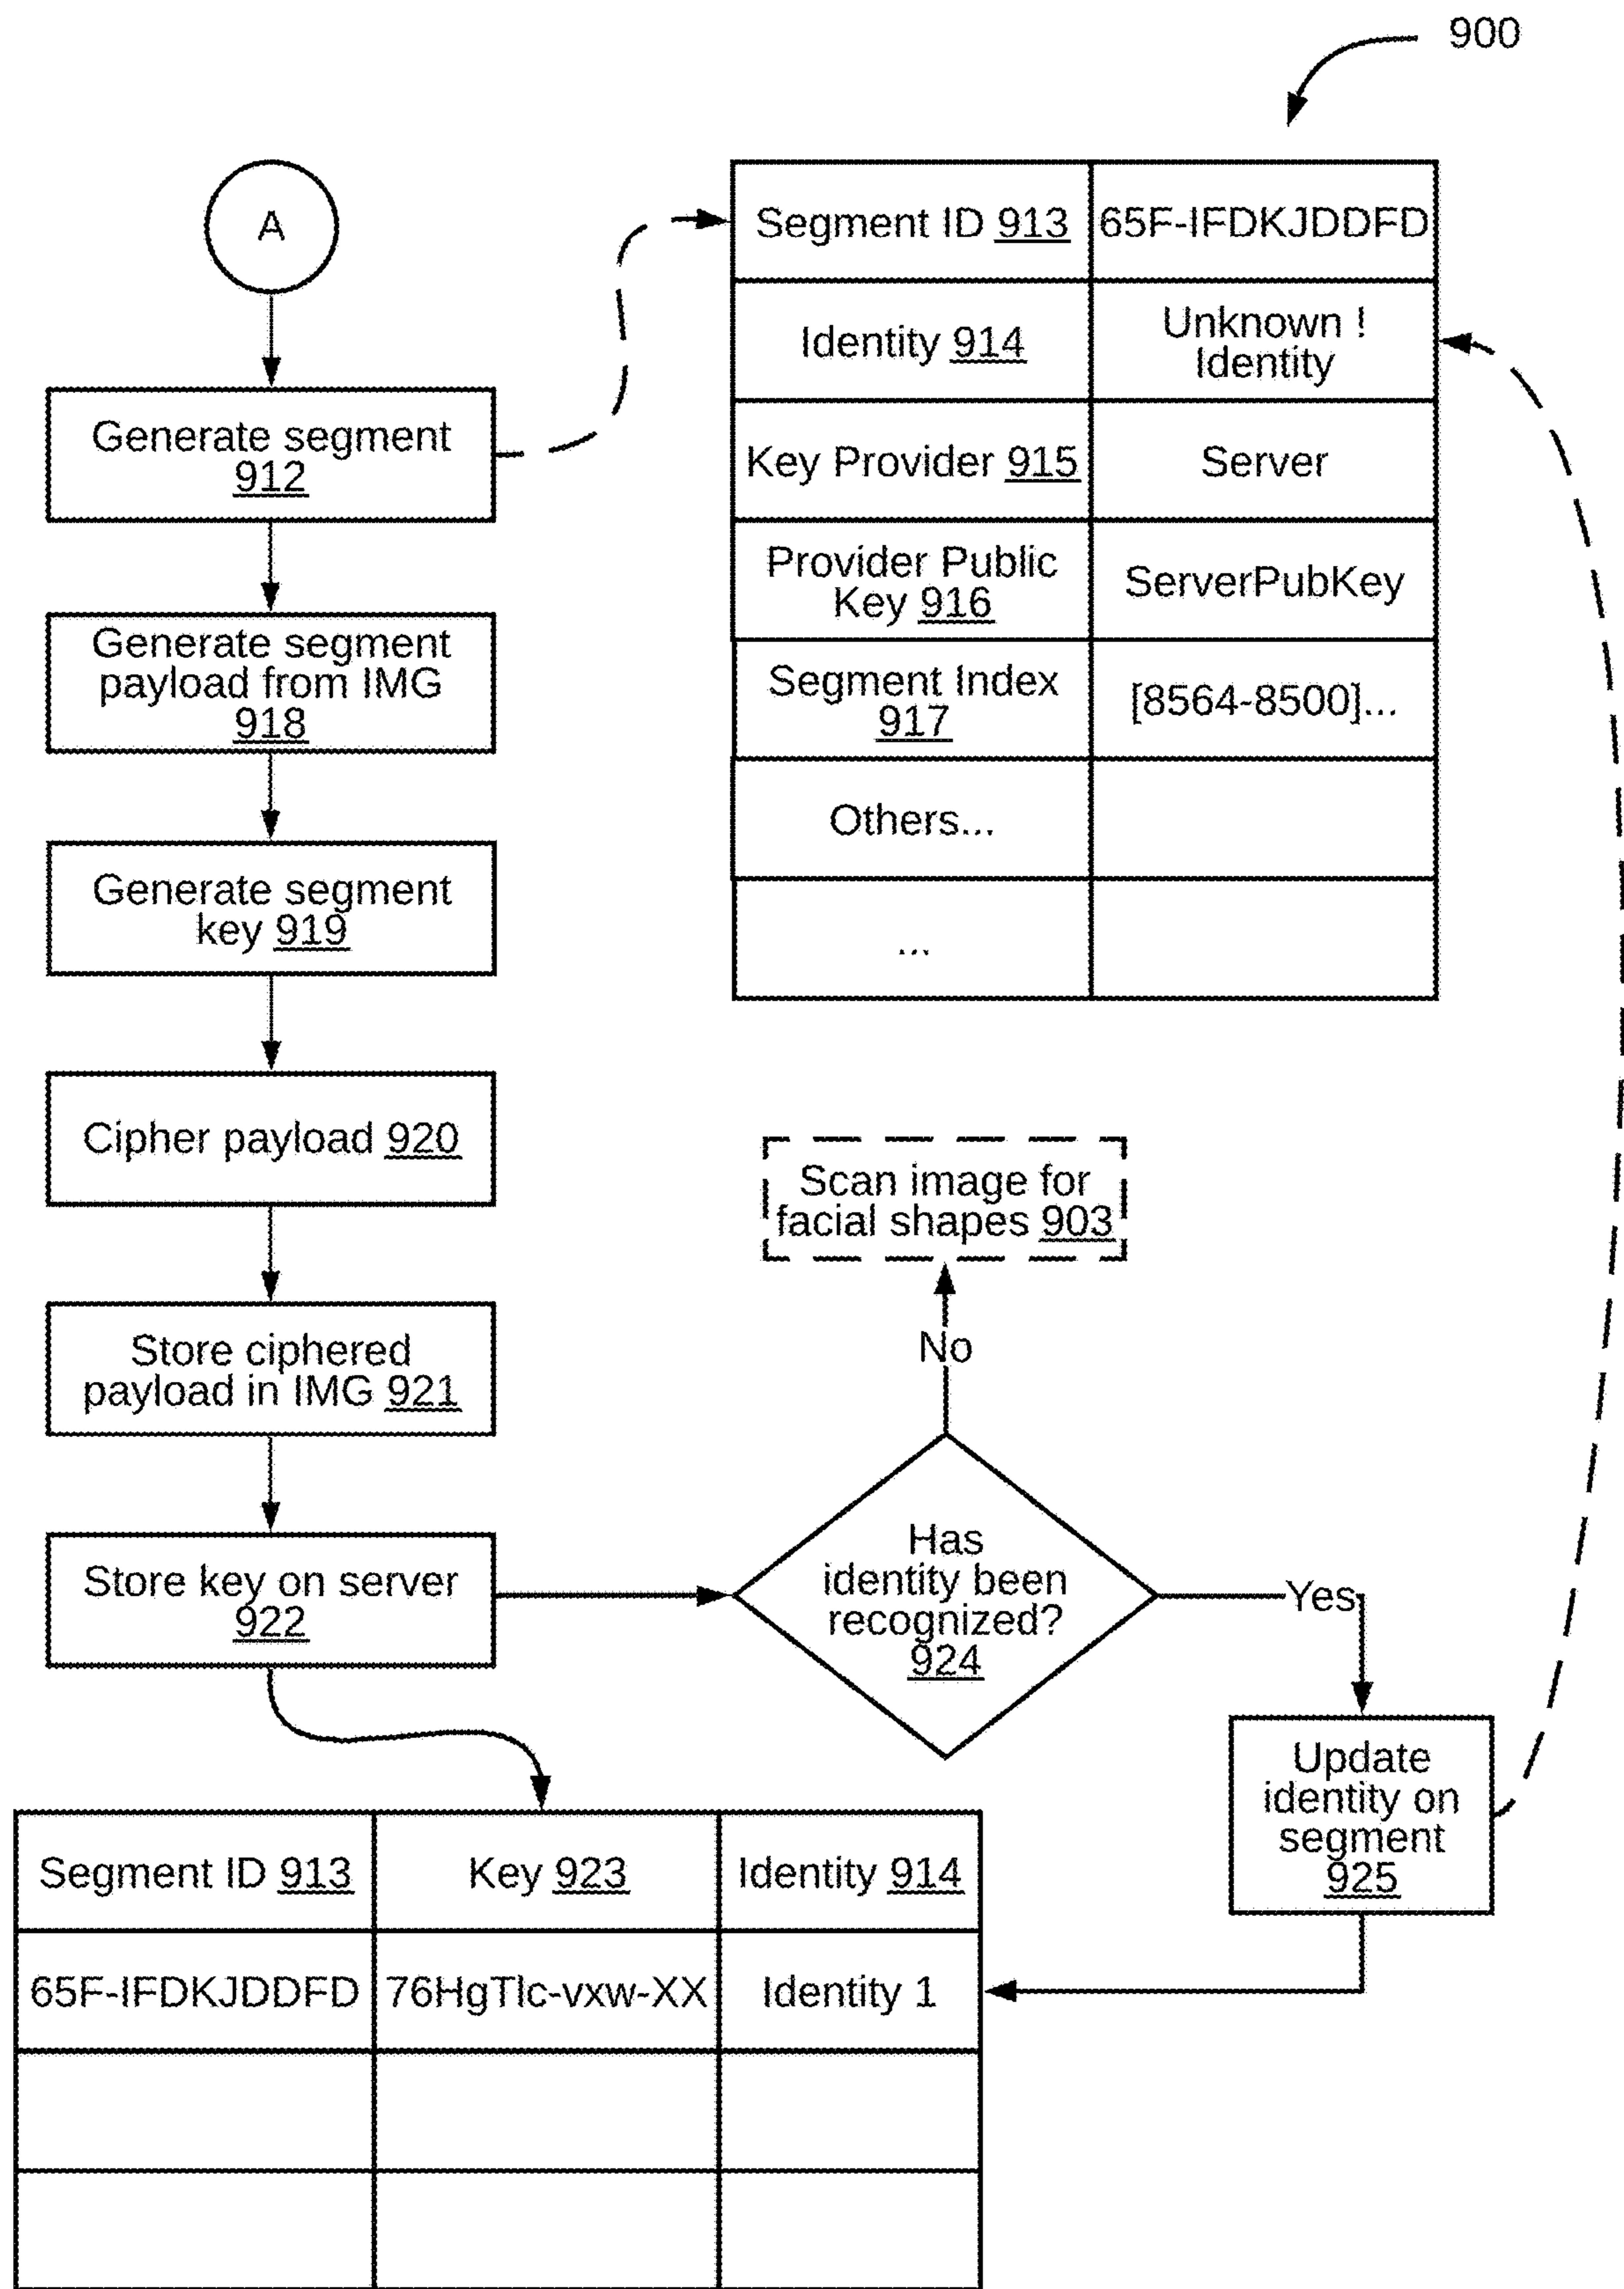 900
A
Segment ID 913
65F-IFDKJDDFD
Identity 914
Unknown !
Identity
Generate segment
912
Key Provider 915
Server
Provider Public
Key 916
ServerPubKey
Generate segment
payload from IMG
918
Segment Index
917
[8564-8500]...
Others...
Generate segment
key 919
...
Cipher payload 920
Scan image for
facial shapes 903
No
Store ciphered
payload in IMG 921
Has
identity been
recognized?
924
Yes
Store key on server
922
Update
identity on
segment
925
Segment ID 913
Key 923
Identity 914
65F-IFDKJDDFD
76HgTlc-vxw-XX
Identity 1